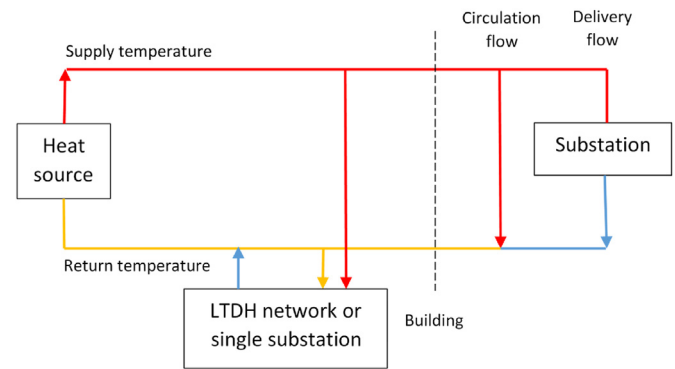 Circulation
flow
Delivery
flow
Supply temperature
Heat
source
Substation
Return temperature
LTDH network or
single substation
Building